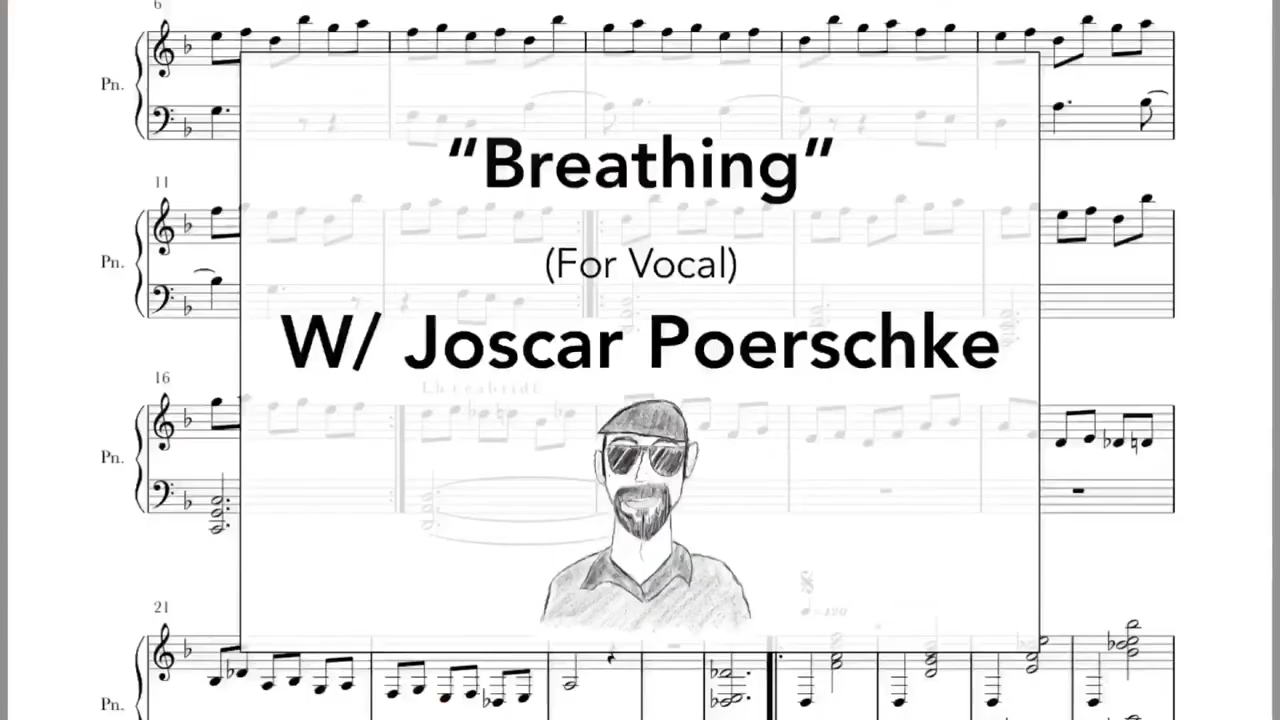 6
Pn.
“Breathing”
11
(For Vocal)
Pn.
W/ Joscar Poerschke
16
Pn.
21
Pn.